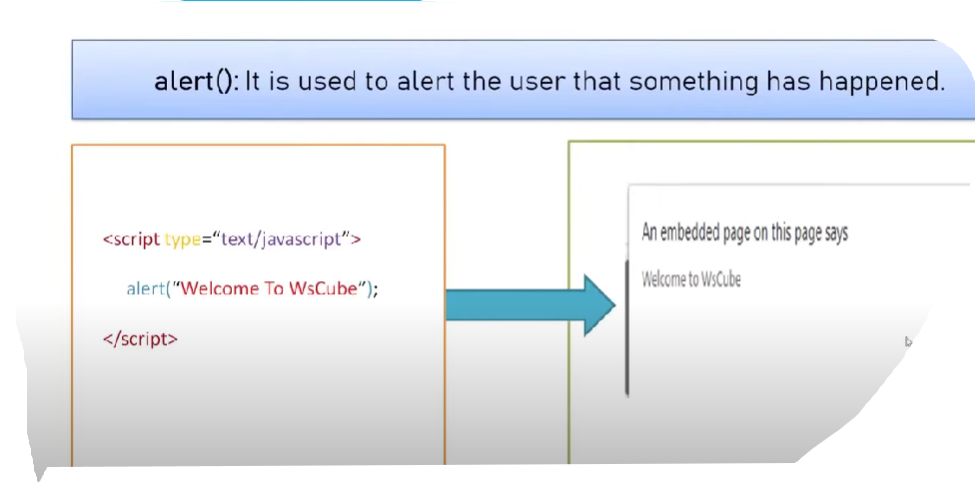 alert(): It is used to alert the user that something has happened.
<script type=“text/javascript”>
alert(“Welcome To WsCube”);
</script>
An embedded page on this page says
Welcome to WsCube